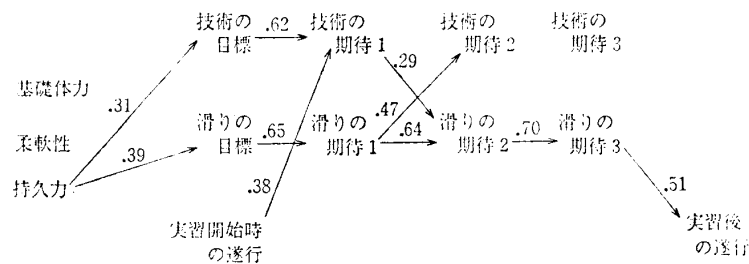 技術の 技術の 技術の 技術の
目標 .62 期待1 期待2 期待3
.29
基礎体力
.31
.47
滑りの 滑りの 滑りの 滑りの
柔軟性 目標 .65 期待1 .64 期待2 .70 期待3
.39
持久力
.38 .51
実習開始時 実習後
の遂行 の遂行